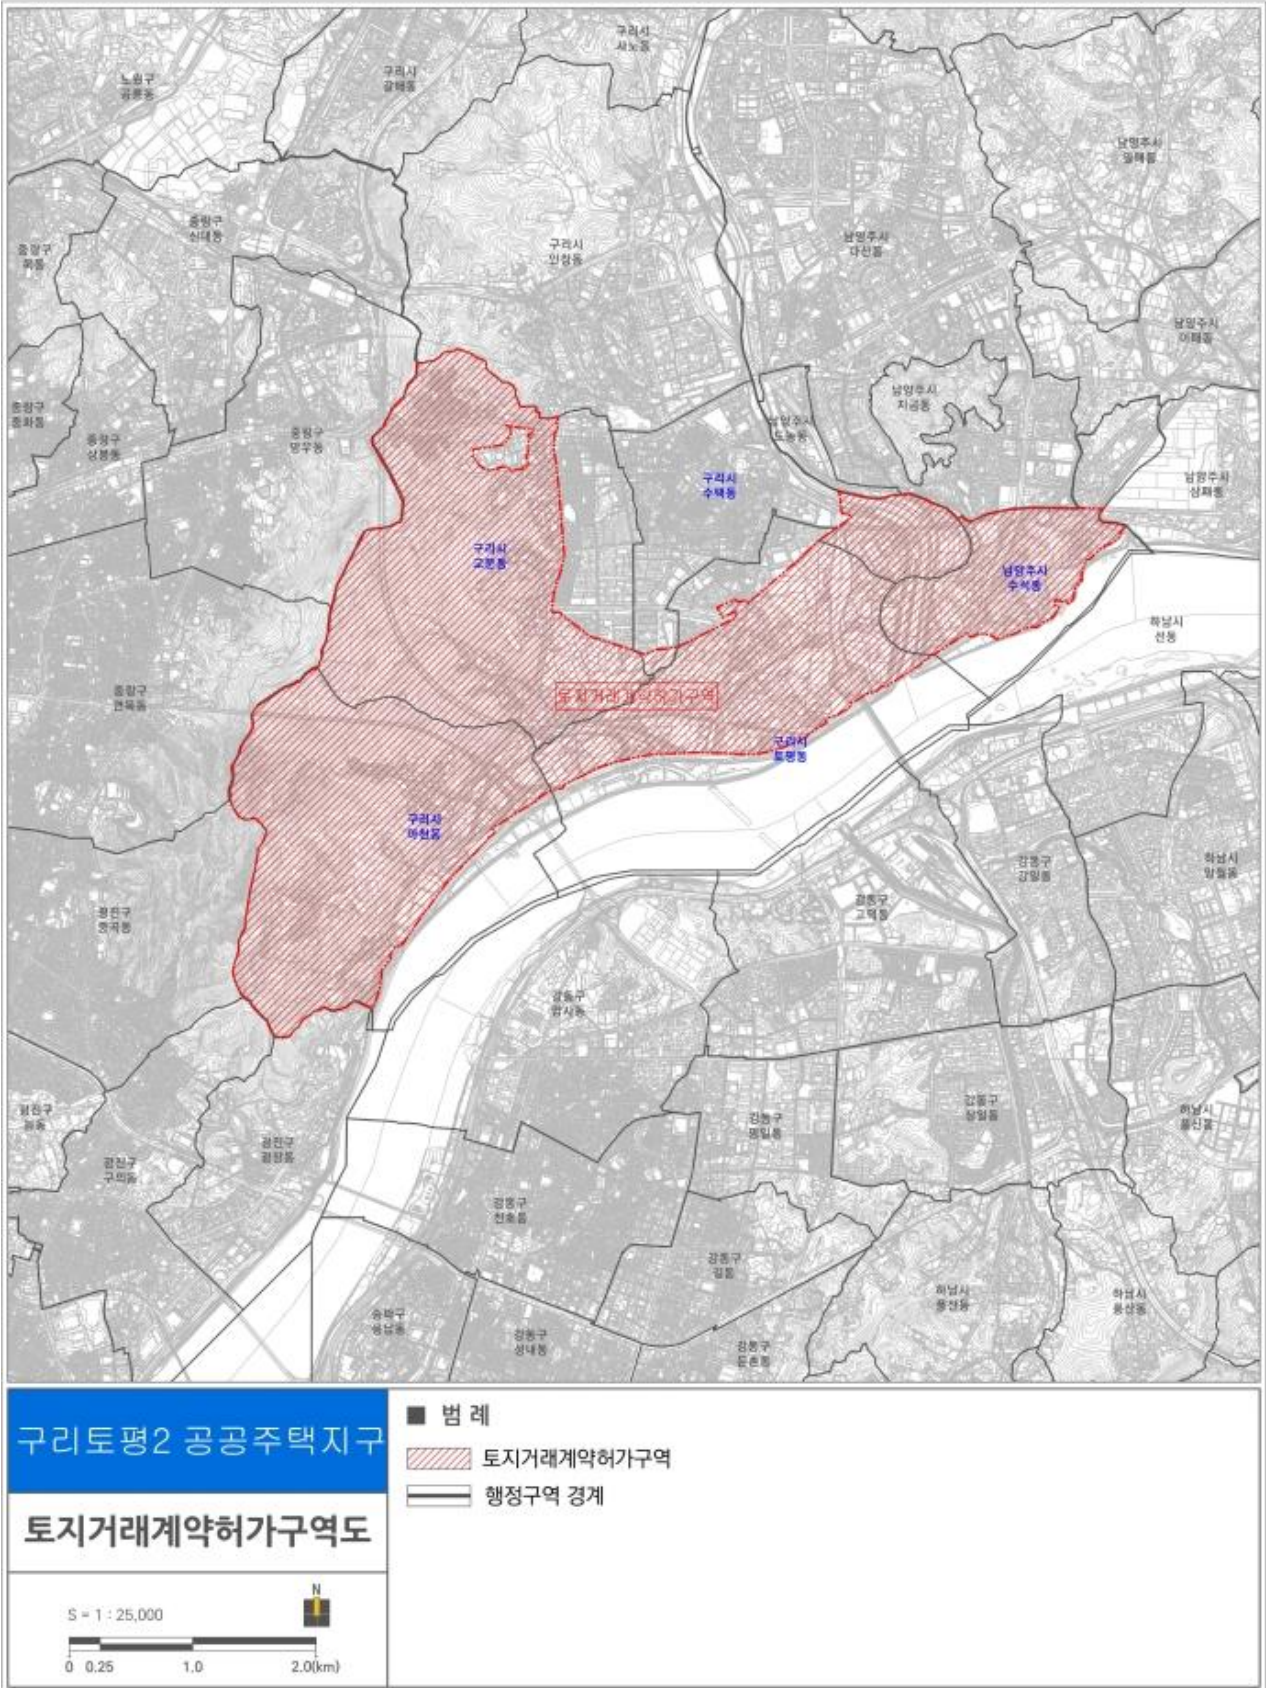 구리시
사노동
노원구
공릉동
구리시
갈매동
남양주시
중랑구
신내동
중랑구
묵동
구리시
인창동
남양주시
다산동
남양주시
이패동
중랑구
중화동
중랑구
상봉동
중랑구
망우동
남양주시
지금동
남양주시
도농동
구리시
수택동
남양주시
삼패동
구리시
교문동
남양주시
수석동
하남시
선동
중랑구
면목동
토지거래계약허가구역
구리시
토평동
구리시
아천동
강동구
강일동
하남시
망월동
강동구
고덕동
광진구
중곡동
강동구
암사동
광진구
능동
광진구
구의동
광진구
광장동
강동구
명일동
강동구
상일동
하남시
풍산동
강동구
천호동
강동구
길동
하남시
하남시
풍산동
송파구
풍납동
강동구
성내동
강동구
둔촌동
구리토평2 공공주택지구
토지거래계약허가구역도
N
S = 1 : 25,000
0 0.25 1.0 2.0(km)
■ 범 례
토지거래계약허가구역
행정구역 경계